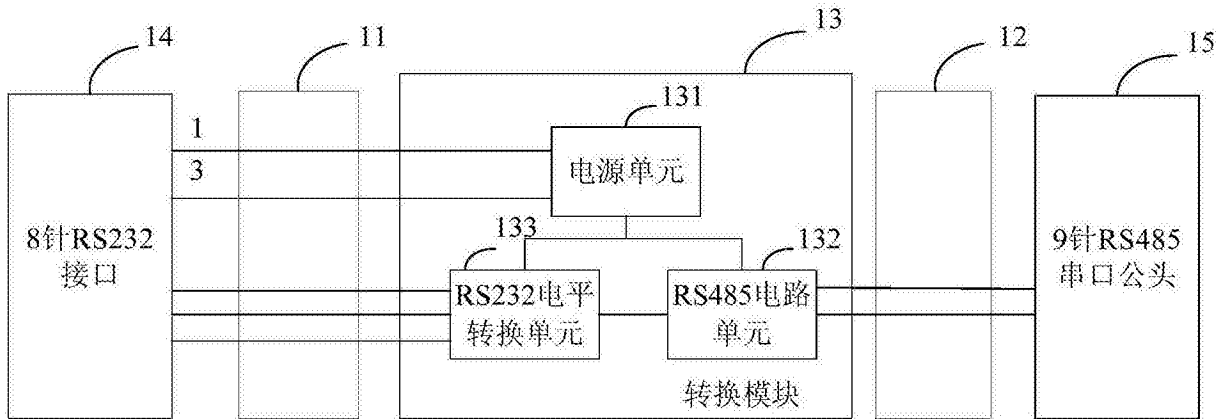 14
11
13
12
15
131
1
3
电源单元
8针RS232
接口
133
132
9针RS485
串口公头
RS232电平
转换单元
RS485电路
单元
转换模块